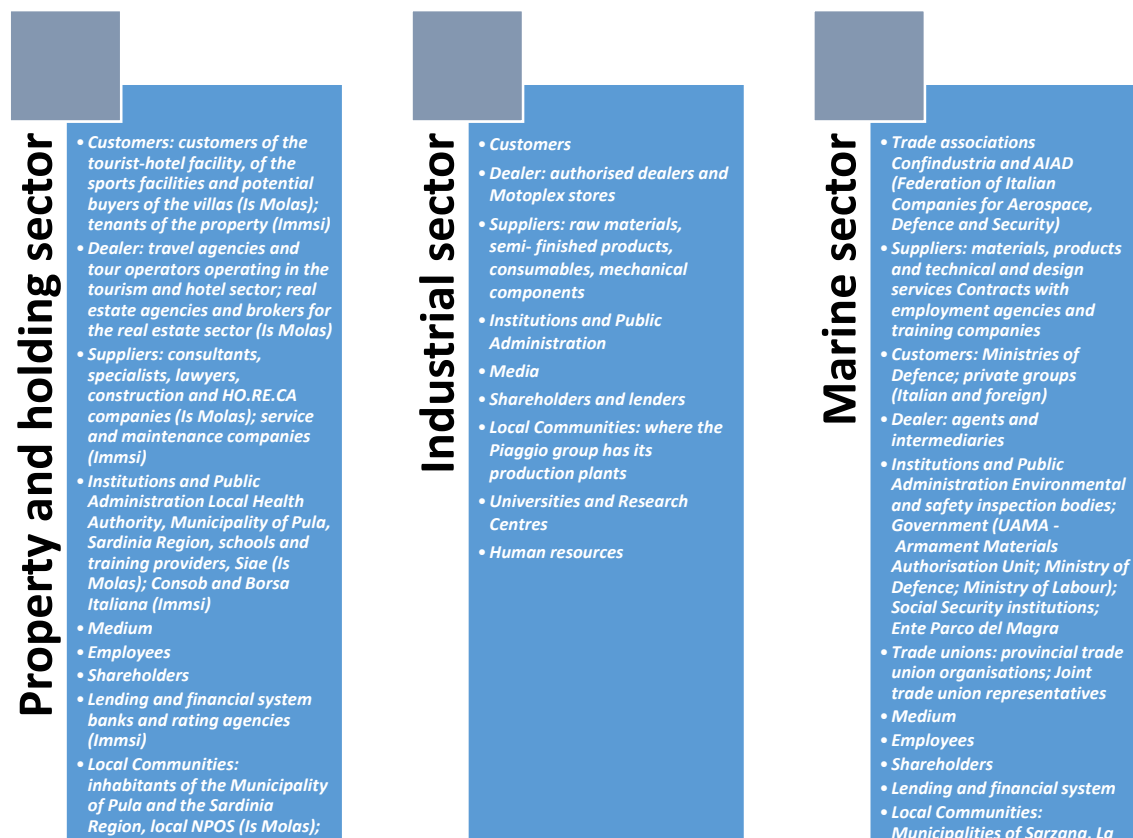 Property and holding sector
• Customers: customers of the
tourist-hotel facility, of the
sports facilities and potential
buyers of the villas (Is Molas);
tenants of the property (Immsi)
• Dealer: travel agencies and
tour operators operating in the
tourism and hotel sector; real
estate agencies and brokers for
the real estate sector (Is Molas)
• Suppliers: consultants,
specialists, lawyers,
construction and HO.RE.CA
companies (Is Molas); service
and maintenance companies
(Immsi)
• Institutions and Public
Administration Local Health
Authority, Municipality of Pula,
Sardinia Region, schools and
training providers, Siae (Is
Molas); Consob and Borsa
Italiana (Immsi)
• Medium
• Employees
• Shareholders
• Lending and financial system
banks and rating agencies
(Immsi)
• Local Communities:
inhabitants of the Municipality
of Pula and the Sardinia
Region, local NPOS (Is Molas);
Industrial sector
• Customers
• Dealer: authorised dealers and
Motoplex stores
• Suppliers: raw materials,
semi- finished products,
consumables, mechanical
components
• Institutions and Public
Administration
• Media
• Shareholders and lenders
• Local Communities: where the
Piaggio group has its
production plants
• Universities and Research
Centres
• Human resources
Marine sector
• Trade associations
Confindustria and AIAD
(Federation of Italian
Companies for Aerospace,
Defence and Security)
• Suppliers: materials, products
and technical and design
services Contracts with
employment agencies and
training companies
• Customers: Ministries of
Defence; private groups
(Italian and foreign)
• Dealer: agents and
intermediaries
• Institutions and Public
Administration Environmental
and safety inspection bodies;
Government (UAMA -
Armament Materials
Authorisation Unit; Ministry of
Defence; Ministry of Labour);
Social Security institutions;
Ente Parco del Magra
• Trade unions: provincial trade
union organisations; Joint
trade union representatives
• Medium
• Employees
• Shareholders
• Lending and financial system
• Local Communities:
Municipalities of Sarzana, La